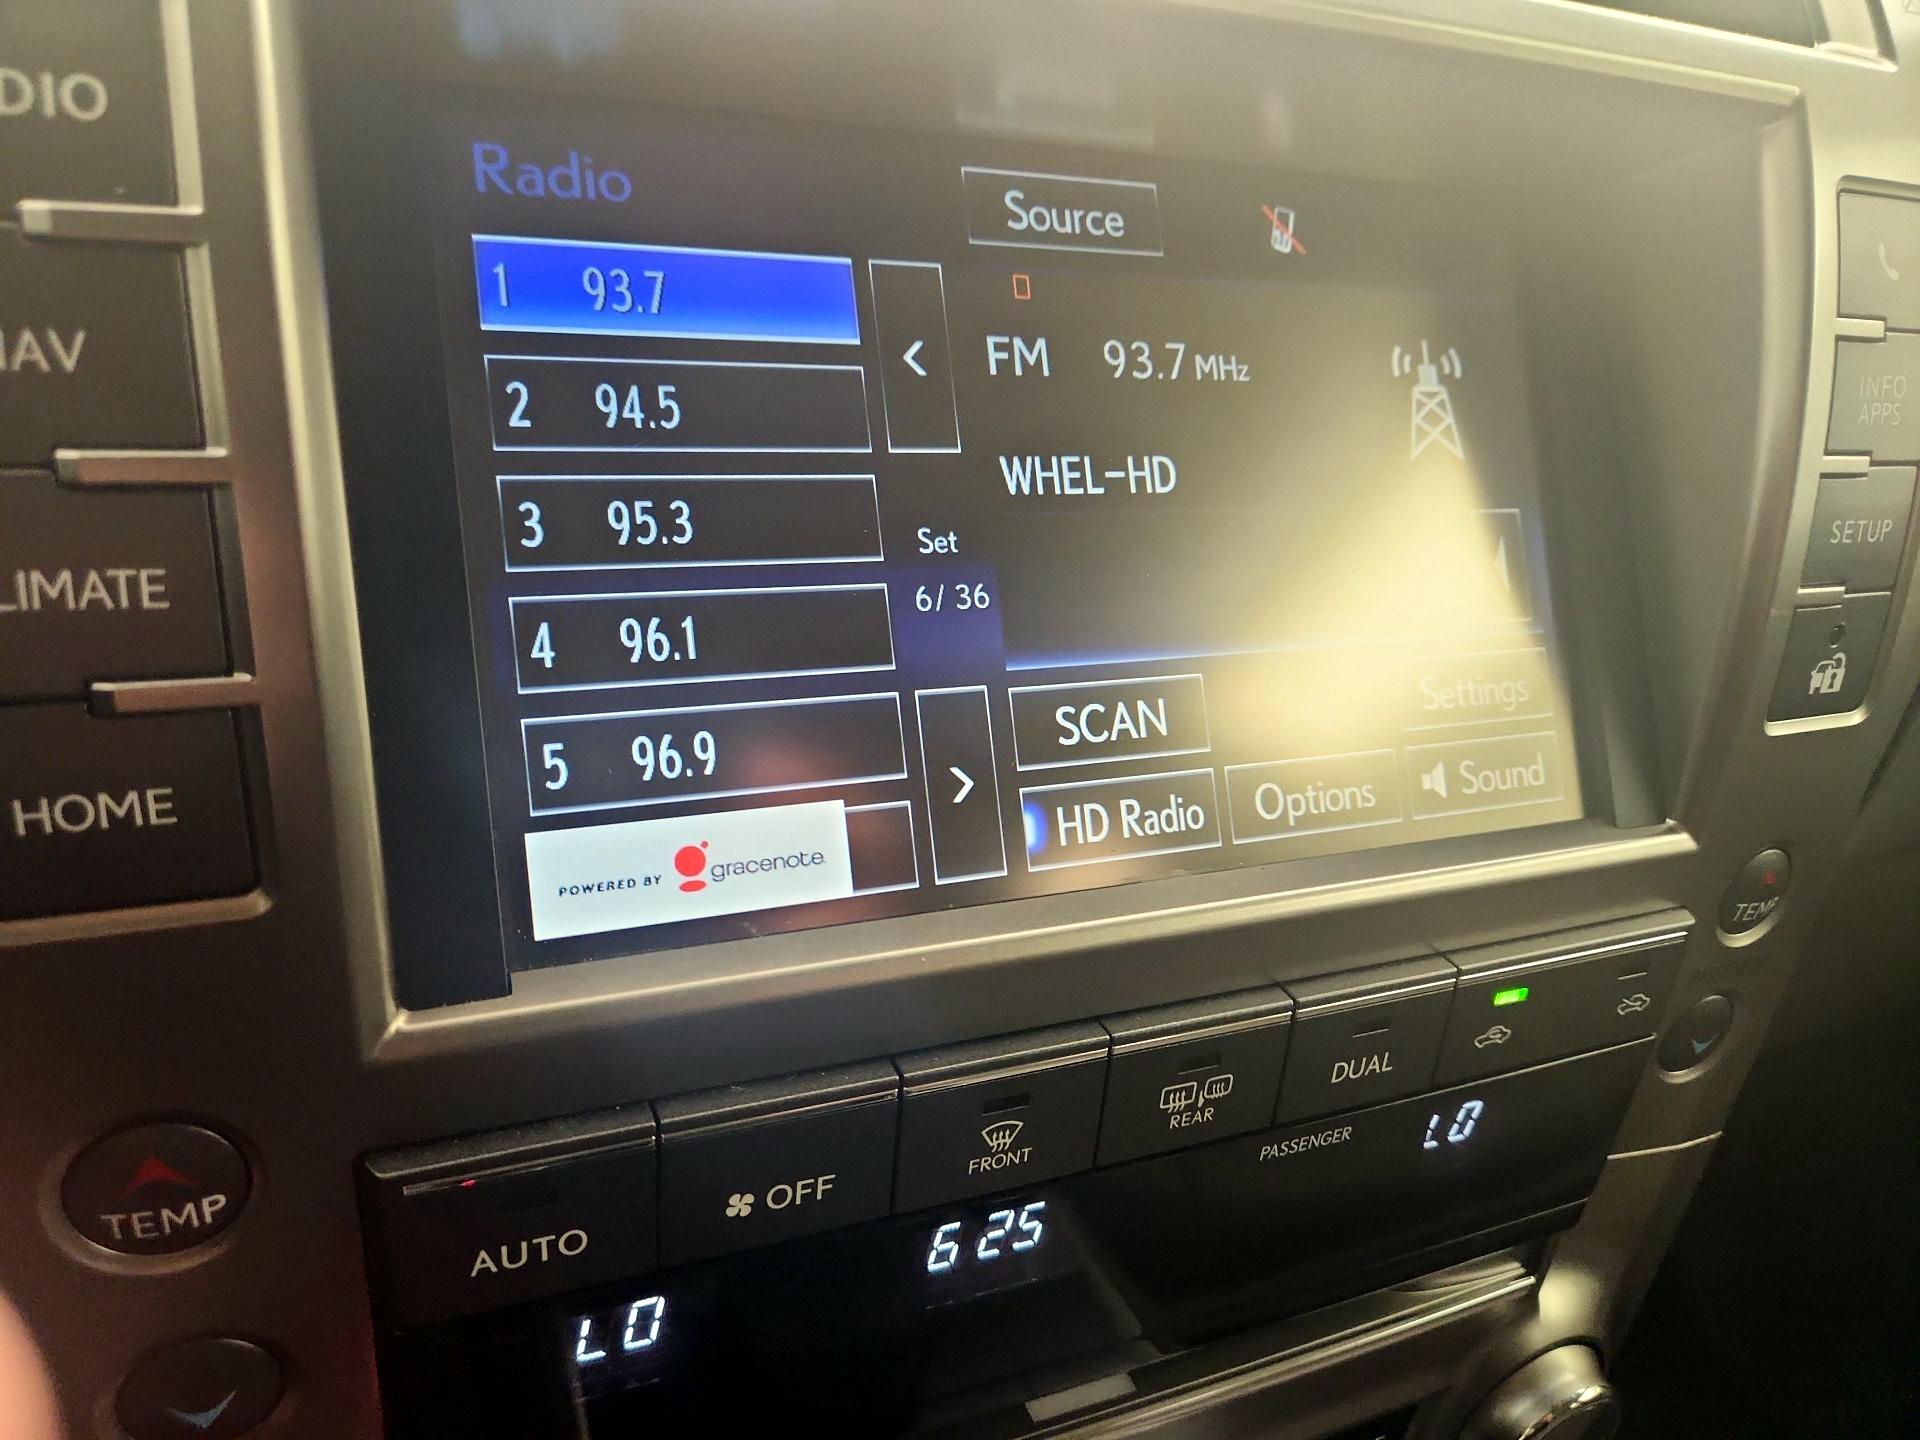 DIO
NAV
LIMATE
HOME
Radio
Source
1 93.7
2 94.5
3 95.3
4 96.1
5 96.9
<
Set
6/ 36
>
FM 93.7 MHz
WHEL-HD
SCAN
Settings
HD Radio
Options
Sound
POWERED BY gracenote
INFO
APPS
SETUP
TEMP
TEMP
AUTO
OFF
FRONT
REAR
DUAL
PASSENGER LO
6 25
LO